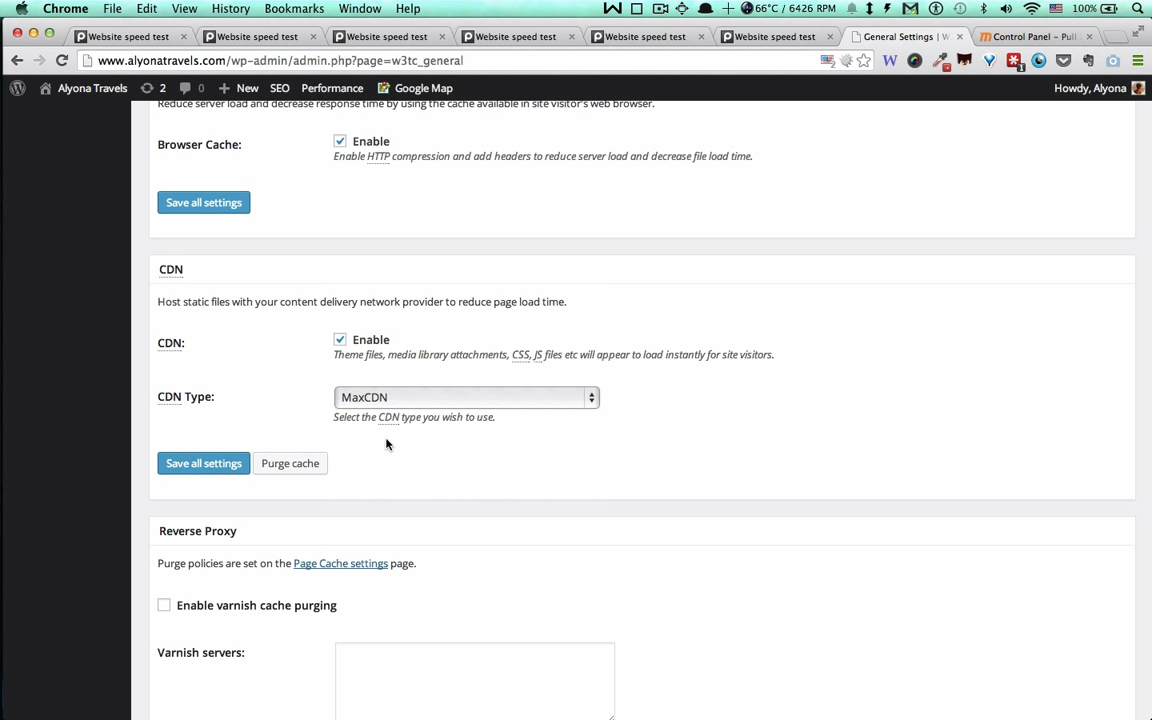 Chrome File Edit View History Bookmarks Window Help 66°C / 6426 RPM 100%
Website speed test Website speed test Website speed test Website speed test Website speed test Website speed test General Settings | W Control Panel – Pull
www.alyonatravels.com/wp-admin/admin.php?page=w3tc_general
Alyona Travels 2 0 New SEO Performance Google Map Howdy, Alyona
Reduce server load and decrease response time by using the cache available in site visitor's web browser.
Browser Cache: Enable
Enable HTTP compression and add headers to reduce server load and decrease file load time.
Save all settings
CDN
Host static files with your content delivery network provider to reduce page load time.
CDN: Enable
Theme files, media library attachments, CSS, JS files etc will appear to load instantly for site visitors.
CDN Type: MaxCDN
Select the CDN type you wish to use.
Save all settings Purge cache
Reverse Proxy
Purge policies are set on the Page Cache settings page.
Enable varnish cache purging
Varnish servers: